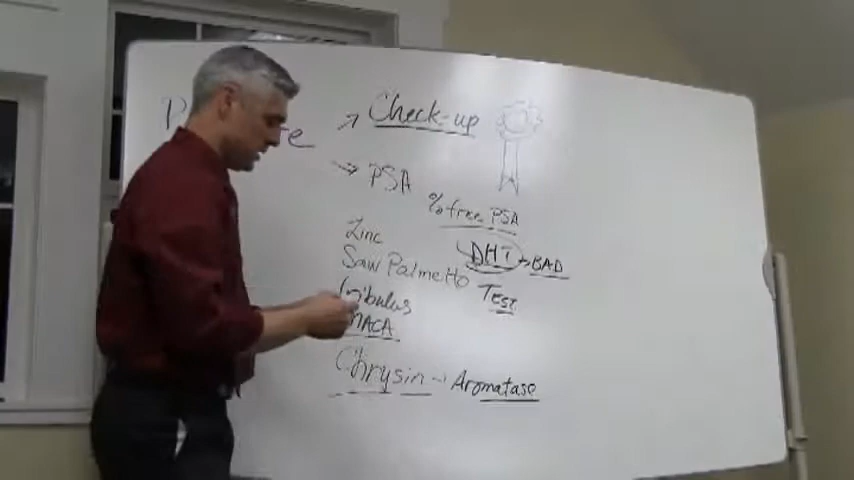 Check-up
PSA
% free PSA
Zinc
DHT → BAD
Saw Palmetto
TEST
Tribulus
MACA
Chrysin → Aromatase